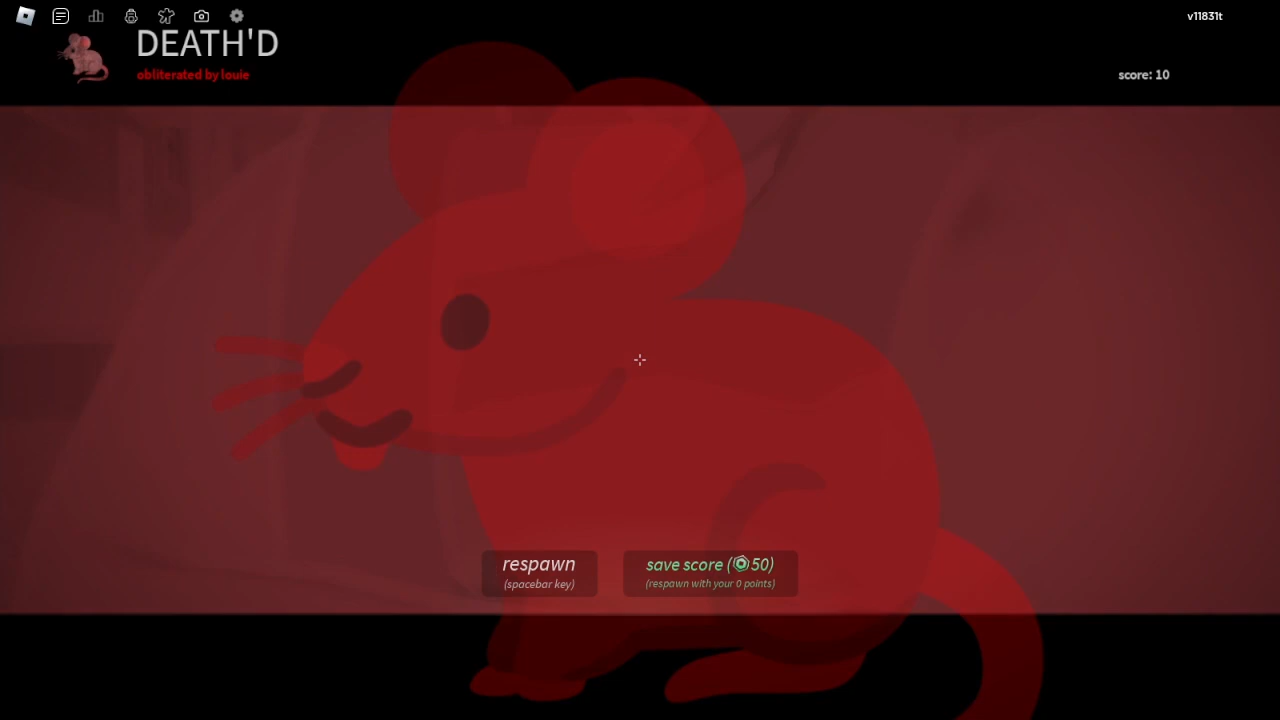 v11831t
DEATH'D
obliterated by louie
score: 10
respawn
(spacebar key)
save score (50)
(respawn with your 0 points)